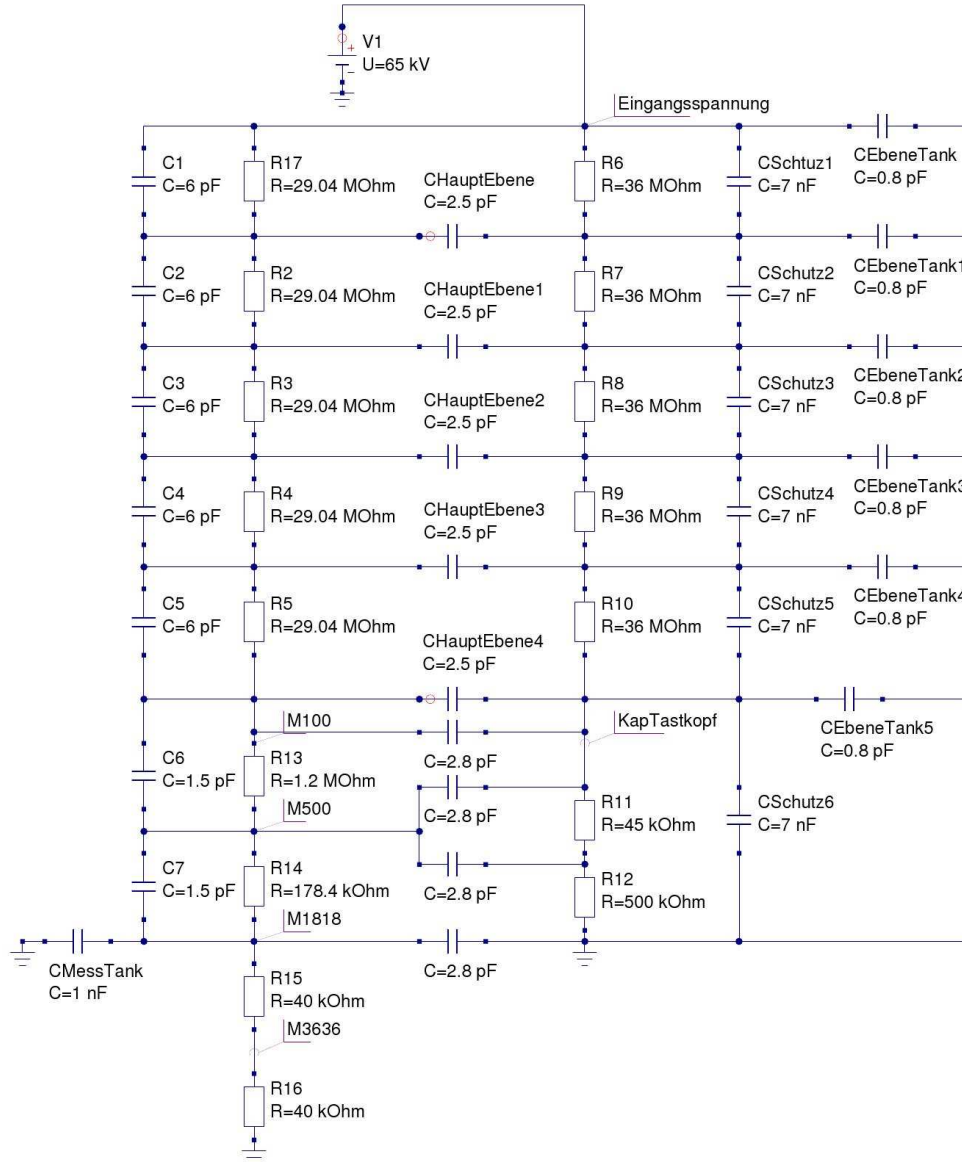 V1
U=65 kV
Eingangsspannung
C1
C=6 pF
R17
R=29.04 MOhm
CHauptEbene
C=2.5 pF
R6
R=36 MOhm
CSchtuz1
C=7 nF
CEbeneTank
C=0.8 pF
C2
C=6 pF
R2
R=29.04 MOhm
CHauptEbene1
C=2.5 pF
R7
R=36 MOhm
CSchutz2
C=7 nF
CEbeneTank1
C=0.8 pF
C3
C=6 pF
R3
R=29.04 MOhm
CHauptEbene2
C=2.5 pF
R8
R=36 MOhm
CSchutz3
C=7 nF
CEbeneTank2
C=0.8 pF
C4
C=6 pF
R4
R=29.04 MOhm
CHauptEbene3
C=2.5 pF
R9
R=36 MOhm
CSchutz4
C=7 nF
CEbeneTank3
C=0.8 pF
C5
C=6 pF
R5
R=29.04 MOhm
CHauptEbene4
C=2.5 pF
R10
R=36 MOhm
CSchutz5
C=7 nF
CEbeneTank4
C=0.8 pF
M100
KapTastkopf
CEbeneTank5
C=0.8 pF
C6
C=1.5 pF
R13
R=1.2 MOhm
C=2.8 pF
M500
C=2.8 pF
R11
R=45 kOhm
CSchutz6
C=7 nF
C7
C=1.5 pF
R14
R=178.4 kOhm
C=2.8 pF
R12
R=500 kOhm
M1818
CMessTank
C=1 nF
C=2.8 pF
R15
R=40 kOhm
M3636
R16
R=40 kOhm